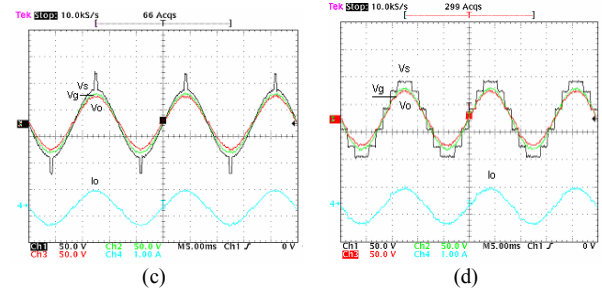 Tek Stop: 10.0kS/s 66 Acqs
T
Vs
Vg
Vo
Io
4→
Ch1 50.0 V Ch2 50.0 V M5.00ms Ch1 ʃ 0 V
Ch3 50.0 V Ch4 1.00 A
(c)
Tek Stop: 10.0kS/s 299 Acqs
T
Vs
Vg
Vo
Io
4→
Ch1 50.0 V Ch2 50.0 V M5.00ms Ch1 ʃ 0 V
Ch3 50.0 V Ch4 1.00 A
(d)